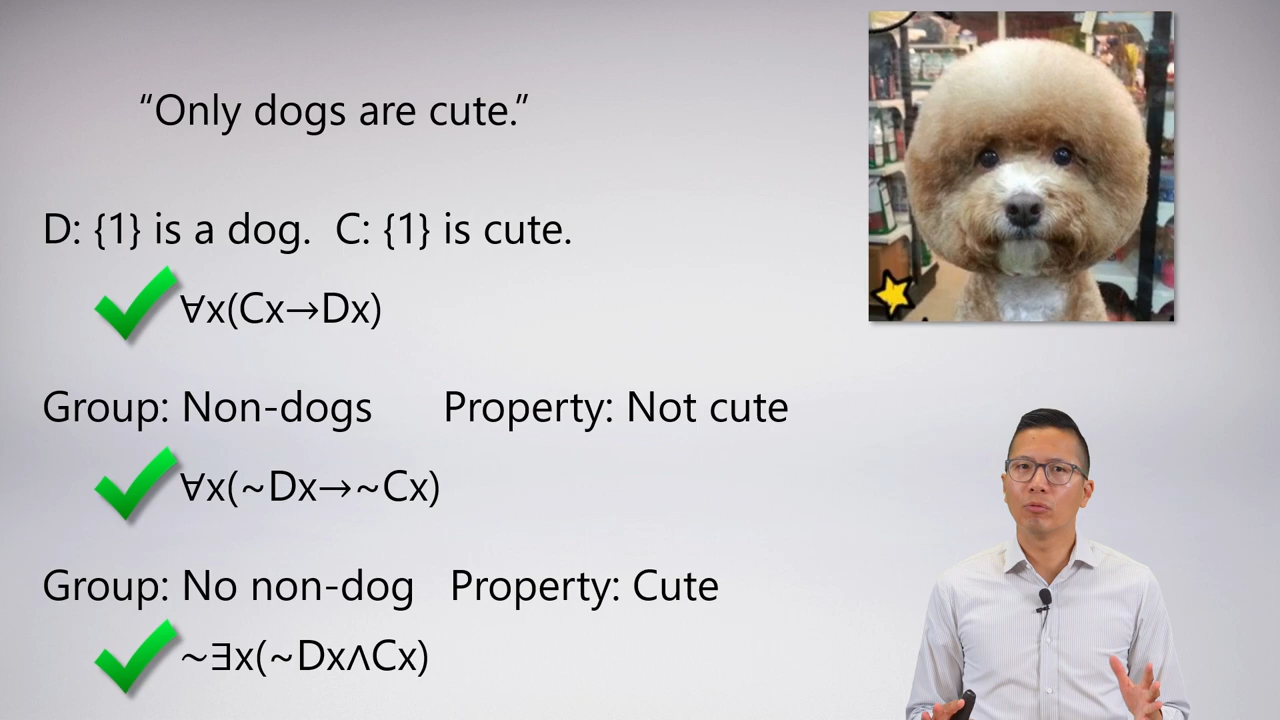 “Only dogs are cute.”
D: {1} is a dog. C: {1} is cute.
∀x(Cx→Dx)
Group: Non-dogs Property: Not cute
∀x(~Dx→~Cx)
Group: No non-dog Property: Cute
~∃x(~Dx∧Cx)